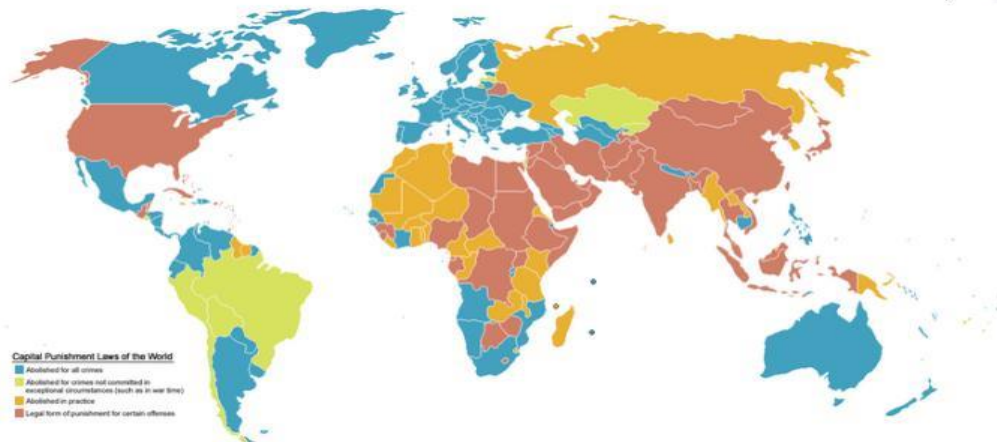 Capital Punishment Laws of the World
Abolished for all crimes
Abolished for crimes not committed in
exceptional circumstances (such as in war time)
Abolished in practice
Legal form of punishment for certain offenses